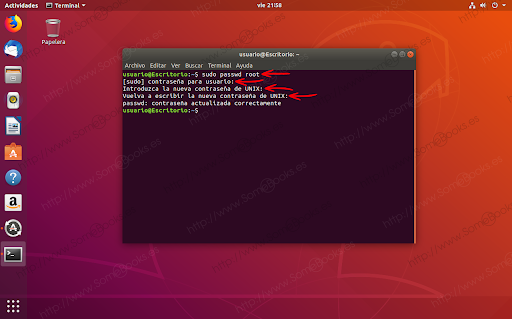 Actividades
Terminal
vie 21:58
Papelera
usuario@Escritorio: ~
Archivo Editar Ver Buscar Terminal Ayuda
usuario@Escritorio:~$ sudo passwd root
[sudo] contraseña para usuario:
Introduzca la nueva contraseña de UNIX:
Vuelva a escribir la nueva contraseña de UNIX:
passwd: contraseña actualizada correctamente
usuario@Escritorio:~$
http://www.SomeBooks.es